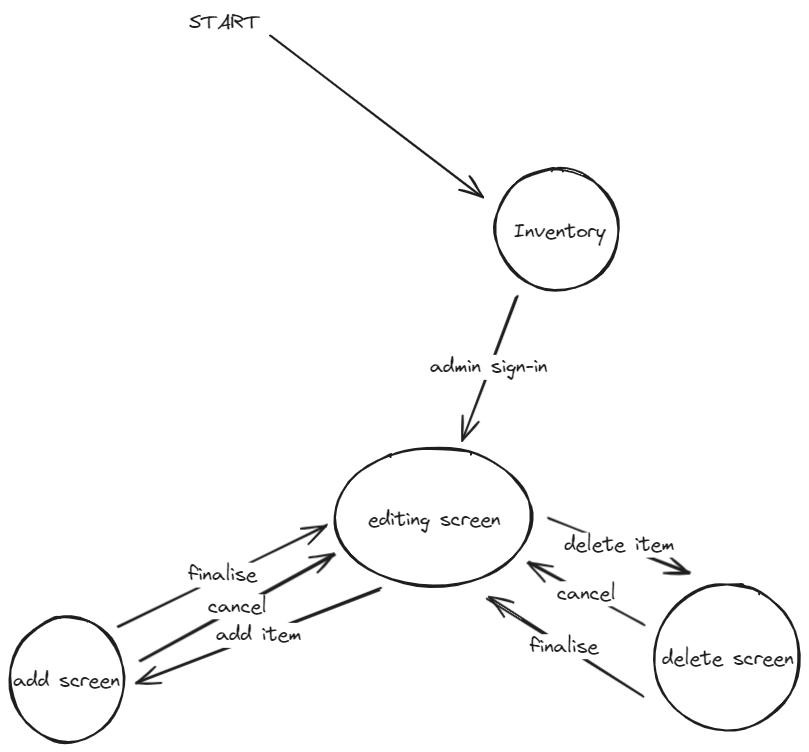 START
Inventory
admin sign-in
editing screen
delete item
finalise
cancel
cancel
add item
finalise
delete screen
add screen